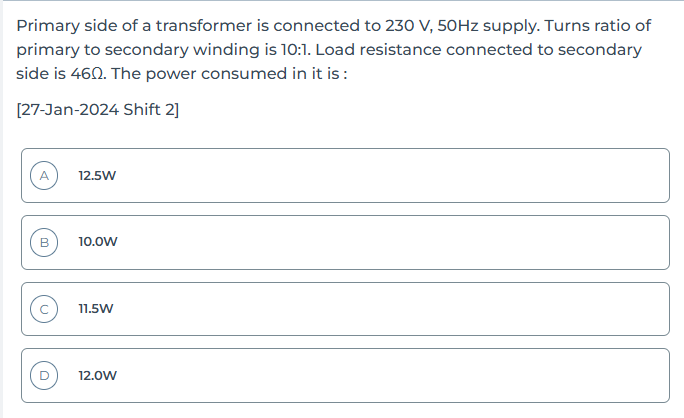 Primary side of a transformer is connected to 230 V, 50Hz supply. Turns ratio of
primary to secondary winding is 10:1. Load resistance connected to secondary
side is 46Ω. The power consumed in it is :
[27-Jan-2024 Shift 2]
A 12.5W
B 10.0W
C 11.5W
D 12.0W